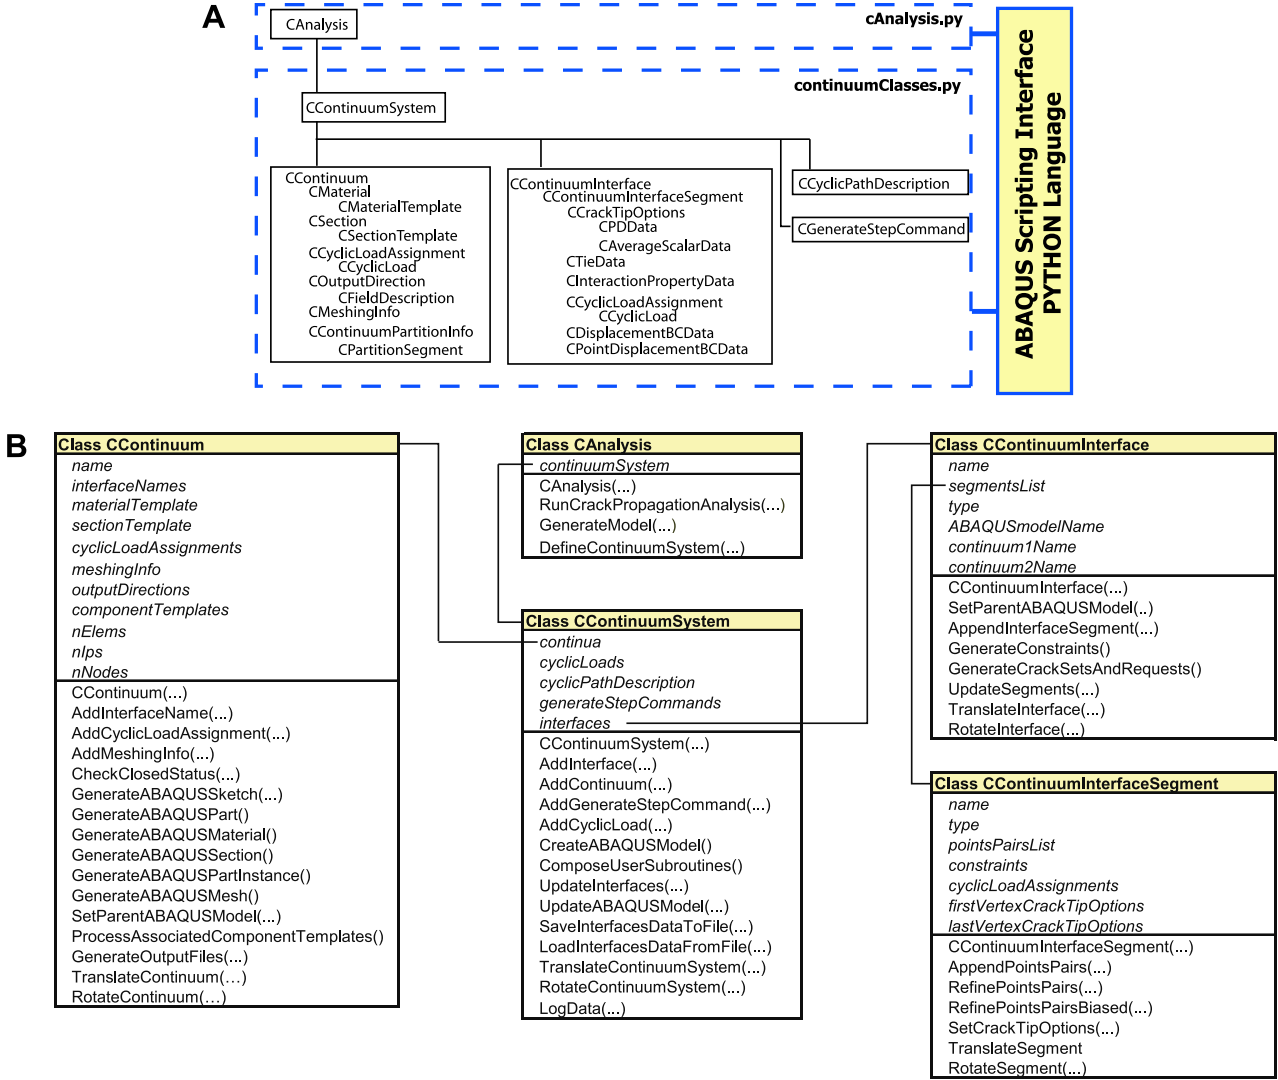 A
CAnalysis
cAnalysis.py
continuumClasses.py
CContinuumSystem
CContinuum
CMaterial
CMaterialTemplate
CSection
CSectionTemplate
CCyclicLoadAssignment
CCyclicLoad
COutputDirection
CFieldDescription
CMeshingInfo
CContinuumPartitionInfo
CPartitionSegment
CContinuumInterface
CContinuumInterfaceSegment
CCrackTipOptions
CPDData
CAverageScalarData
CTieData
CInteractionPropertyData
CCyclicLoadAssignment
CCyclicLoad
CDisplacementBCData
CPointDisplacementBCData
CCyclicPathDescription
CGenerateStepCommand
ABAQUS Scripting Interface
PYTHON Language
B
Class CContinuum
name
interfaceNames
materialTemplate
sectionTemplate
cyclicLoadAssignments
meshingInfo
outputDirections
componentTemplates
nElems
nIps
nNodes
CContinuum(...)
AddInterfaceName(...)
AddCyclicLoadAssignment(...)
AddMeshingInfo(...)
CheckClosedStatus(...)
GenerateABAQUSSketch(...)
GenerateABAQUSPart()
GenerateABAQUSMaterial()
GenerateABAQUSSection()
GenerateABAQUSPartInstance()
GenerateABAQUSMesh()
SetParentABAQUSModel(...)
ProcessAssociatedComponentTemplates()
GenerateOutputFiles(...)
TranslateContinuum(...)
RotateContinuum(...)
Class CAnalysis
continuumSystem
CAnalysis(...)
RunCrackPropagationAnalysis(...)
GenerateModel(...)
DefineContinuumSystem(...)
Class CContinuumSystem
continua
cyclicLoads
cyclicPathDescription
generateStepCommands
interfaces
CContinuumSystem(...)
AddInterface(...)
AddContinuum(...)
AddGenerateStepCommand(...)
AddCyclicLoad(...)
CreateABAQUSModel()
ComposeUserSubroutines()
UpdateInterfaces(...)
UpdateABAQUSModel(...)
SaveInterfacesDataToFile(...)
LoadInterfacesDataFromFile(...)
TranslateContinuumSystem(...)
RotateContinuumSystem(...)
LogData(...)
Class CContinuumInterface
name
segmentsList
type
ABAQUSmodelName
continuum1Name
continuum2Name
CContinuumInterface(...)
SetParentABAQUSModel(..)
AppendInterfaceSegment(...)
GenerateConstraints()
GenerateCrackSetsAndRequests()
UpdateSegments(...)
TranslateInterface(...)
RotateInterface(...)
Class CContinuumInterfaceSegment
name
type
pointsPairsList
constraints
cyclicLoadAssignments
firstVertexCrackTipOptions
lastVertexCrackTipOptions
CContinuumInterfaceSegment(...)
AppendPointsPairs(...)
RefinePointsPairs(...)
RefinePointsPairsBiased(...)
SetCrackTipOptions(...)
TranslateSegment
RotateSegment(...)